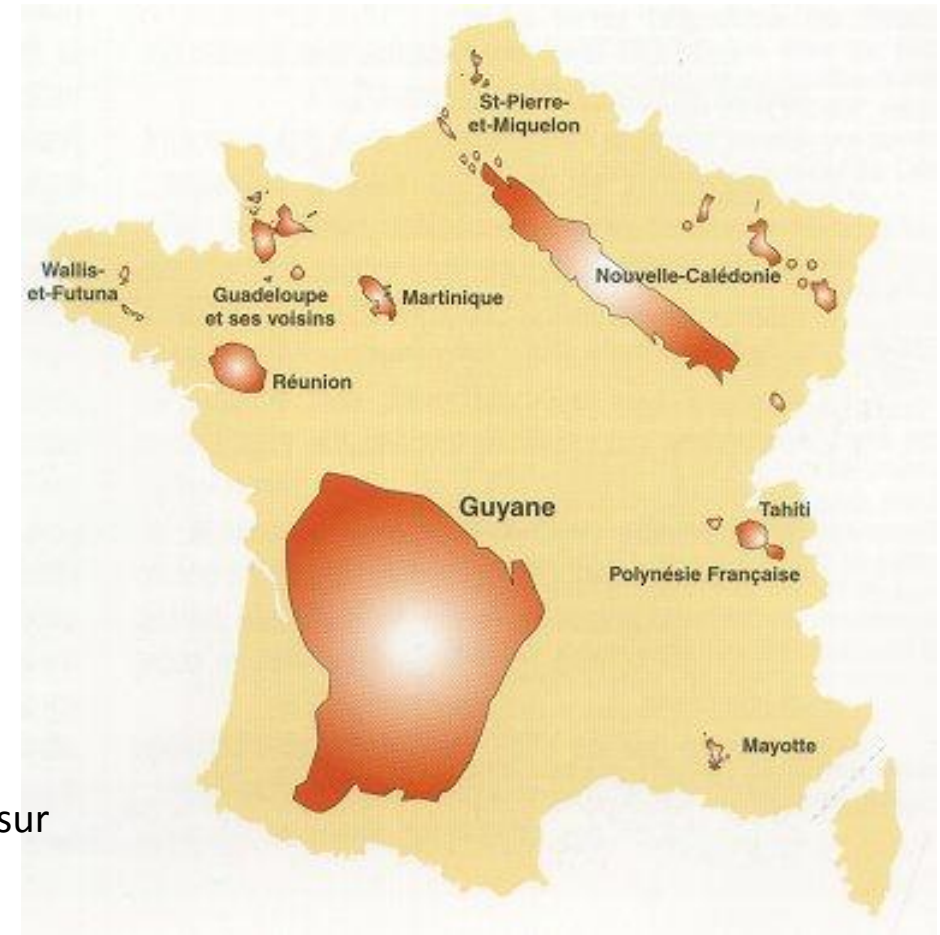 St-Pierre-
et-Miquelon
Wallis-
et-Futuna
Guadeloupe
et ses voisins
Martinique
Nouvelle-Calédonie
Réunion
Guyane
Tahiti
Polynésie Française
Mayotte
sur